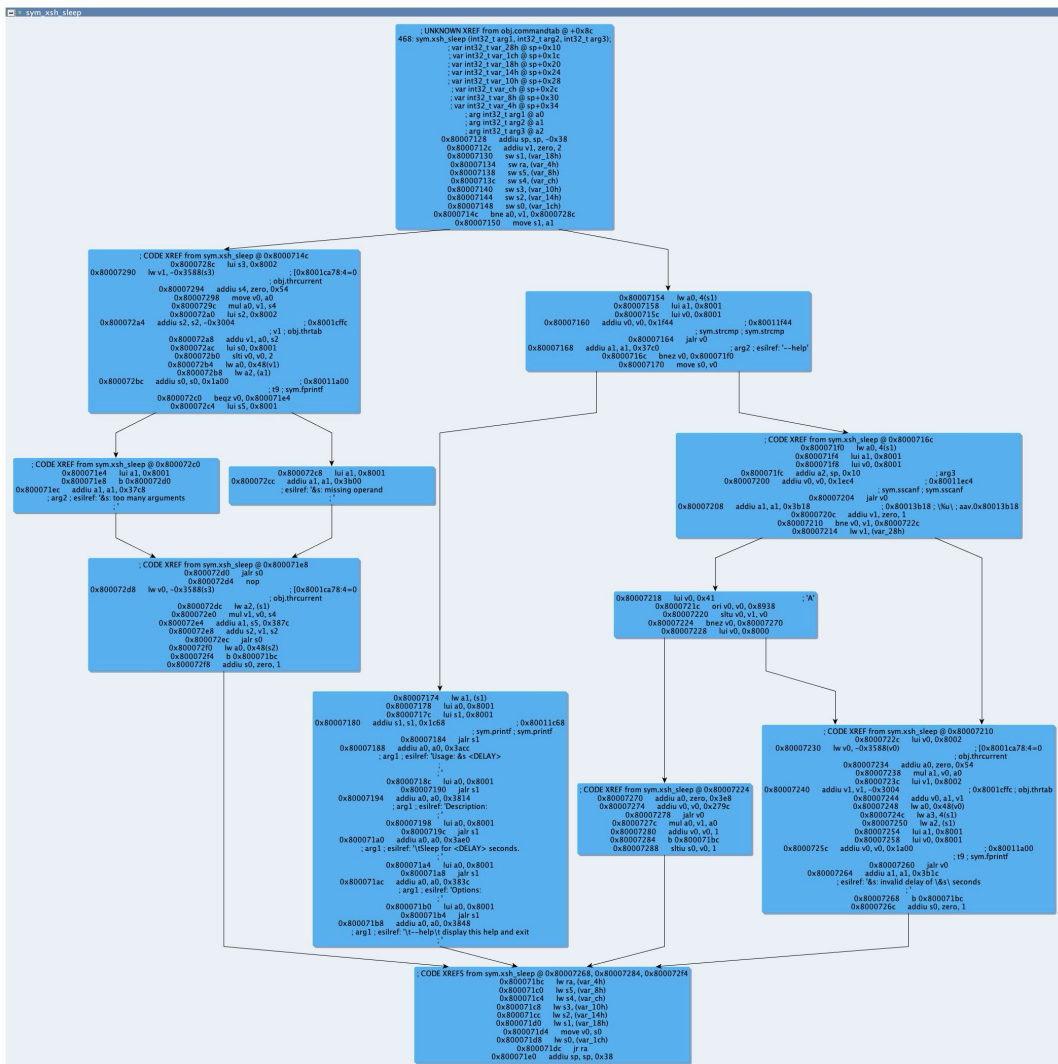 sym_xsh_sleep
; UNKNOWN XREF from obj.commandtab @ +0x8c
468: sym.xsh_sleep (int32_t arg1, int32_t arg2, int32_t arg3);
; var int32_t var_28h @ sp+0x10
; var int32_t var_1ch @ sp+0x1c
; var int32_t var_18h @ sp+0x20
; var int32_t var_14h @ sp+0x24
; var int32_t var_10h @ sp+0x28
; var int32_t var_ch @ sp+0x2c
; var int32_t var_8h @ sp+0x30
; var int32_t var_4h @ sp+0x34
; arg int32_t arg1 @ a0
; arg int32_t arg2 @ a1
; arg int32_t arg3 @ a2
0x80007128 addiu sp, sp, -0x38
0x8000712c addiu v1, zero, 2
0x80007130 sw s1, (var_18h)
0x80007134 sw ra, (var_4h)
0x80007138 sw s5, (var_8h)
0x8000713c sw s4, (var_ch)
0x80007140 sw s3, (var_10h)
0x80007144 sw s2, (var_14h)
0x80007148 sw s0, (var_1ch)
0x8000714c bne a0, v1, 0x8000728c
0x80007150 move s1, a1
; CODE XREF from sym.xsh_sleep @ 0x8000714c
0x8000728c lui s3, 0x8002
0x80007290 lw v1, -0x3588(s3) ; [0x8001ca78:4=0
; obj.thrcurrent
0x80007294 addiu s4, zero, 0x54
0x80007298 move v0, a0
0x8000729c mul a0, v1, s4
0x800072a0 lui s2, 0x8002
0x800072a4 addiu s2, s2, -0x3004 ; 0x8001cffc
; v1 ; obj.thrtab
0x800072a8 addu v1, a0, s2
0x800072ac lui s0, 0x8001
0x800072b0 slti v0, v0, 2
0x800072b4 lw a0, 0x48(v1)
0x800072b8 lw a2, (a1)
0x800072bc addiu s0, s0, 0x1a00 ; 0x80011a00
; t9 ; sym.fprintf
0x800072c0 beqz v0, 0x800071e4
0x800072c4 lui s5, 0x8001
0x80007154 lw a0, 4(s1)
0x80007158 lui a1, 0x8001
0x8000715c lui v0, 0x8001
0x80007160 addiu v0, v0, 0x1f44 ; 0x80011f44
; sym.strcmp ; sym.strcmp
0x80007164 jalr v0
0x80007168 addiu a1, a1, 0x37c0 ; arg2 ; esilref: '--help'
0x8000716c bnez v0, 0x800071f0
0x80007170 move s0, v0
; CODE XREF from sym.xsh_sleep @ 0x800072c0
0x800071e4 lui a1, 0x8001
0x800071e8 b 0x800072d0
0x800071ec addiu a1, a1, 0x37c8
; arg2 ; esilref: '&s: too many arguments
; '
0x800072c8 lui a1, 0x8001
0x800072cc addiu a1, a1, 0x3b00
; esilref: '&s: missing operand
; '
; CODE XREF from sym.xsh_sleep @ 0x8000716c
0x800071f0 lw a0, 4(s1)
0x800071f4 lui a1, 0x8001
0x800071f8 lui v0, 0x8001
0x800071fc addiu a2, sp, 0x10 ; arg3
0x80007200 addiu v0, v0, 0x1ec4 ; 0x80011ec4
; sym.sscanf ; sym.sscanf
0x80007204 jalr v0
0x80007208 addiu a1, a1, 0x3b18 ; 0x80013b18 ; \%u\ ; aav.0x80013b18
0x8000720c addiu v1, zero, 1
0x80007210 bne v0, v1, 0x8000722c
0x80007214 lw v1, (var_28h)
; CODE XREF from sym.xsh_sleep @ 0x800071e8
0x800072d0 jalr s0
0x800072d4 nop
0x800072d8 lw v0, -0x3588(s3) ; [0x8001ca78:4=0
; obj.thrcurrent
0x800072dc lw a2, (s1)
0x800072e0 mul v1, v0, s4
0x800072e4 addiu a1, s5, 0x387c
0x800072e8 addu s2, v1, s2
0x800072ec jalr s0
0x800072f0 lw a0, 0x48(s2)
0x800072f4 b 0x800071bc
0x800072f8 addiu s0, zero, 1
0x80007218 lui v0, 0x41 ; 'A'
0x8000721c ori v0, v0, 0x8938
0x80007220 sltu v0, v1, v0
0x80007224 bnez v0, 0x80007270
0x80007228 lui v0, 0x8000
0x80007174 lw a1, (s1)
0x80007178 lui a0, 0x8001
0x8000717c lui s1, 0x8001
0x80007180 addiu s1, s1, 0x1c68 ; 0x80011c68
; sym.printf ; sym.printf
0x80007184 jalr s1
0x80007188 addiu a0, a0, 0x3acc
; arg1 ; esilref: 'Usage: &s <DELAY>
;
; '
0x8000718c lui a0, 0x8001
0x80007190 jalr s1
0x80007194 addiu a0, a0, 0x3814
; arg1 ; esilref: 'Description:
; '
0x80007198 lui a0, 0x8001
0x8000719c jalr s1
0x800071a0 addiu a0, a0, 0x3ae0
; arg1 ; esilref: '\tSleep for <DELAY> seconds.
; '
0x800071a4 lui a0, 0x8001
0x800071a8 jalr s1
0x800071ac addiu a0, a0, 0x383c
; arg1 ; esilref: 'Options:
; '
0x800071b0 lui a0, 0x8001
0x800071b4 jalr s1
0x800071b8 addiu a0, a0, 0x3848
; arg1 ; esilref: '\t--help\t display this help and exit
; '
; CODE XREF from sym.xsh_sleep @ 0x80007224
0x80007270 addiu a0, zero, 0x3e8
0x80007274 addiu v0, v0, 0x279c
0x80007278 jalr v0
0x8000727c mul a0, v1, a0
0x80007280 addiu v0, v0, 1
0x80007284 b 0x800071bc
0x80007288 sltiu s0, v0, 1
; CODE XREF from sym.xsh_sleep @ 0x80007210
0x8000722c lui v0, 0x8002
0x80007230 lw v0, -0x3588(v0) ; [0x8001ca78:4=0
; obj.thrcurrent
0x80007234 addiu a0, zero, 0x54
0x80007238 mul a1, v0, a0
0x8000723c lui v1, 0x8002
0x80007240 addiu v1, v1, -0x3004 ; 0x8001cffc ; obj.thrtab
0x80007244 addu v0, a1, v1
0x80007248 lw a0, 0x48(v0)
0x8000724c lw a3, 4(s1)
0x80007250 lw a2, (s1)
0x80007254 lui a1, 0x8001
0x80007258 lui v0, 0x8001
0x8000725c addiu v0, v0, 0x1a00 ; 0x80011a00
; t9 ; sym.fprintf
0x80007260 jalr v0
0x80007264 addiu a1, a1, 0x3b1c
; esilref: '&s: invalid delay of \&s\ seconds
; '
0x80007268 b 0x800071bc
0x8000726c addiu s0, zero, 1
; CODE XREFS from sym.xsh_sleep @ 0x80007268, 0x80007284, 0x800072f4
0x800071bc lw ra, (var_4h)
0x800071c0 lw s5, (var_8h)
0x800071c4 lw s4, (var_ch)
0x800071c8 lw s3, (var_10h)
0x800071cc lw s2, (var_14h)
0x800071d0 lw s1, (var_18h)
0x800071d4 move v0, s0
0x800071d8 lw s0, (var_1ch)
0x800071dc jr ra
0x800071e0 addiu sp, sp, 0x38